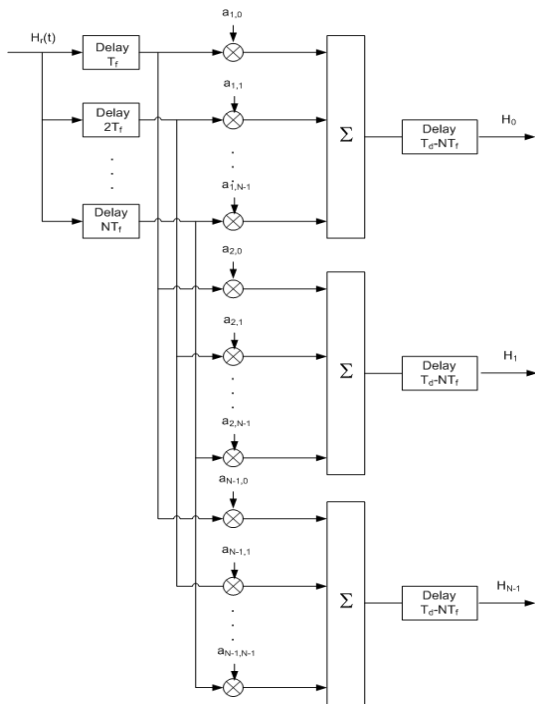 a1,0
Hr(t)
Delay
Tf
a1,1
Delay
2Tf
H0
Σ
Delay
Td-NTf
.
.
.
.
.
.
a1,N-1
Delay
NTf
a2,0
a2,1
H1
Σ
Delay
Td-NTf
.
.
.
a2,N-1
aN-1,0
aN-1,1
HN-1
Σ
Delay
Td-NTf
.
.
.
aN-1,N-1